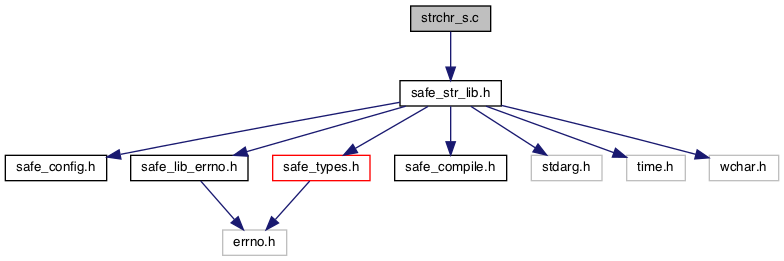 strchr_s.c
safe_str_lib.h
safe_config.h
safe_lib_errno.h
safe_types.h
safe_compile.h
stdarg.h
time.h
wchar.h
errno.h